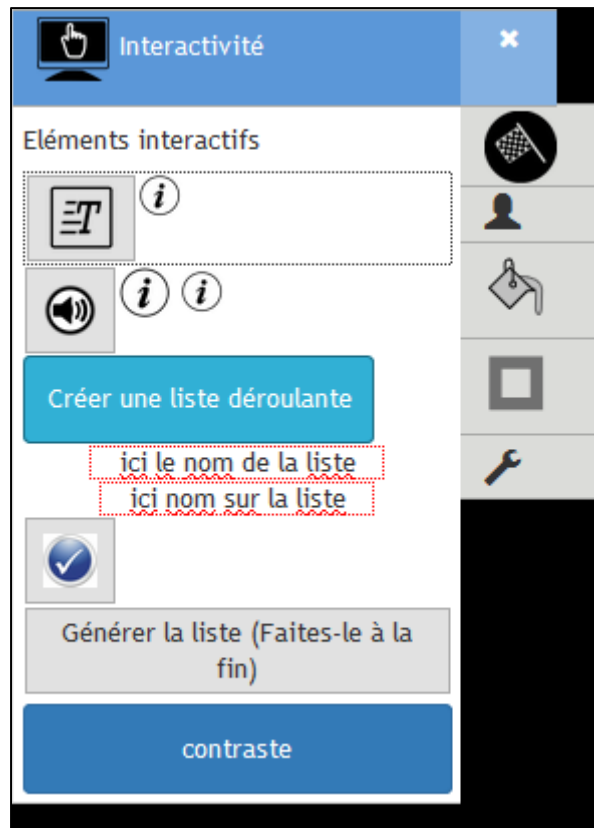 Interactivité
Eléments interactifs
T
i
i
i
Créer une liste déroulante
ici le nom de la liste
ici nom sur la liste
Générer la liste (Faites-le à la
fin)
contraste